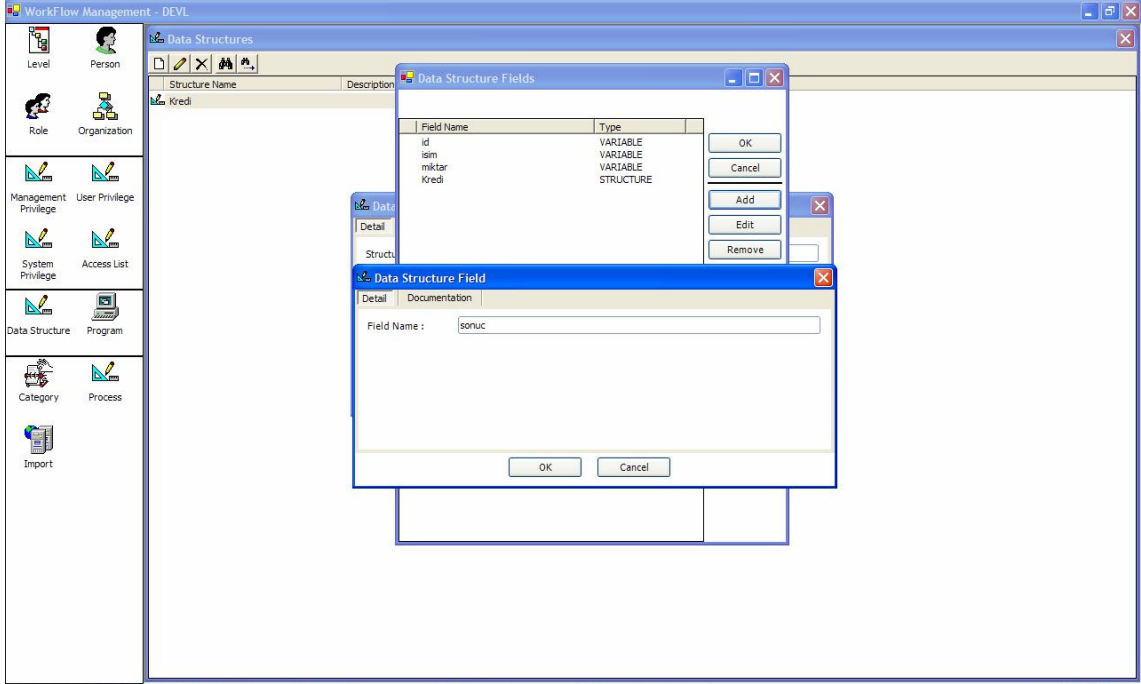 WorkFlow Management - DEVL
Level
Person
Role
Organization
Management
Privilege
User Privilege
System
Privilege
Access List
Data Structure
Program
Category
Process
Import
Data Structures
Structure Name
Description
Kredi
Data Structure Fields
Field Name
Type
id
VARIABLE
isim
VARIABLE
miktar
VARIABLE
Kredi
STRUCTURE
OK
Cancel
Add
Edit
Remove
Data
Detail
Structu
Data Structure Field
Detail
Documentation
Field Name :
sonuc
OK
Cancel